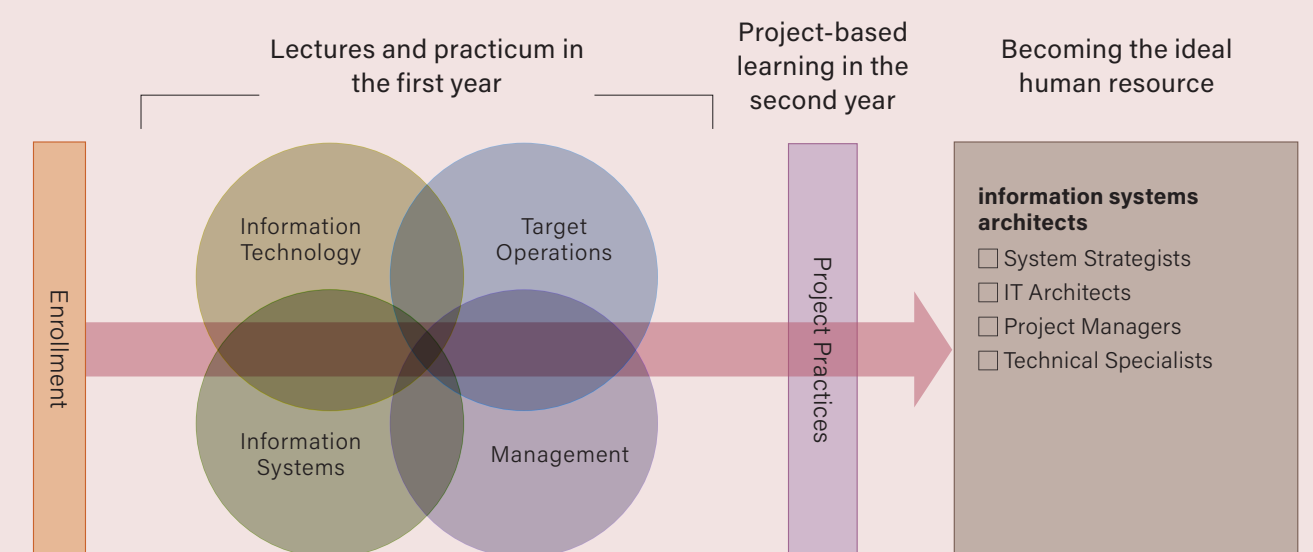 Lectures and practicum in
the first year
Project-based
learning in the
second year
Becoming the ideal
human resource
Enrollment
Information
Technology
Target
Operations
Information
Systems
Management
Project Practices
information systems
architects
□ System Strategists
□ IT Architects
□ Project Managers
□ Technical Specialists